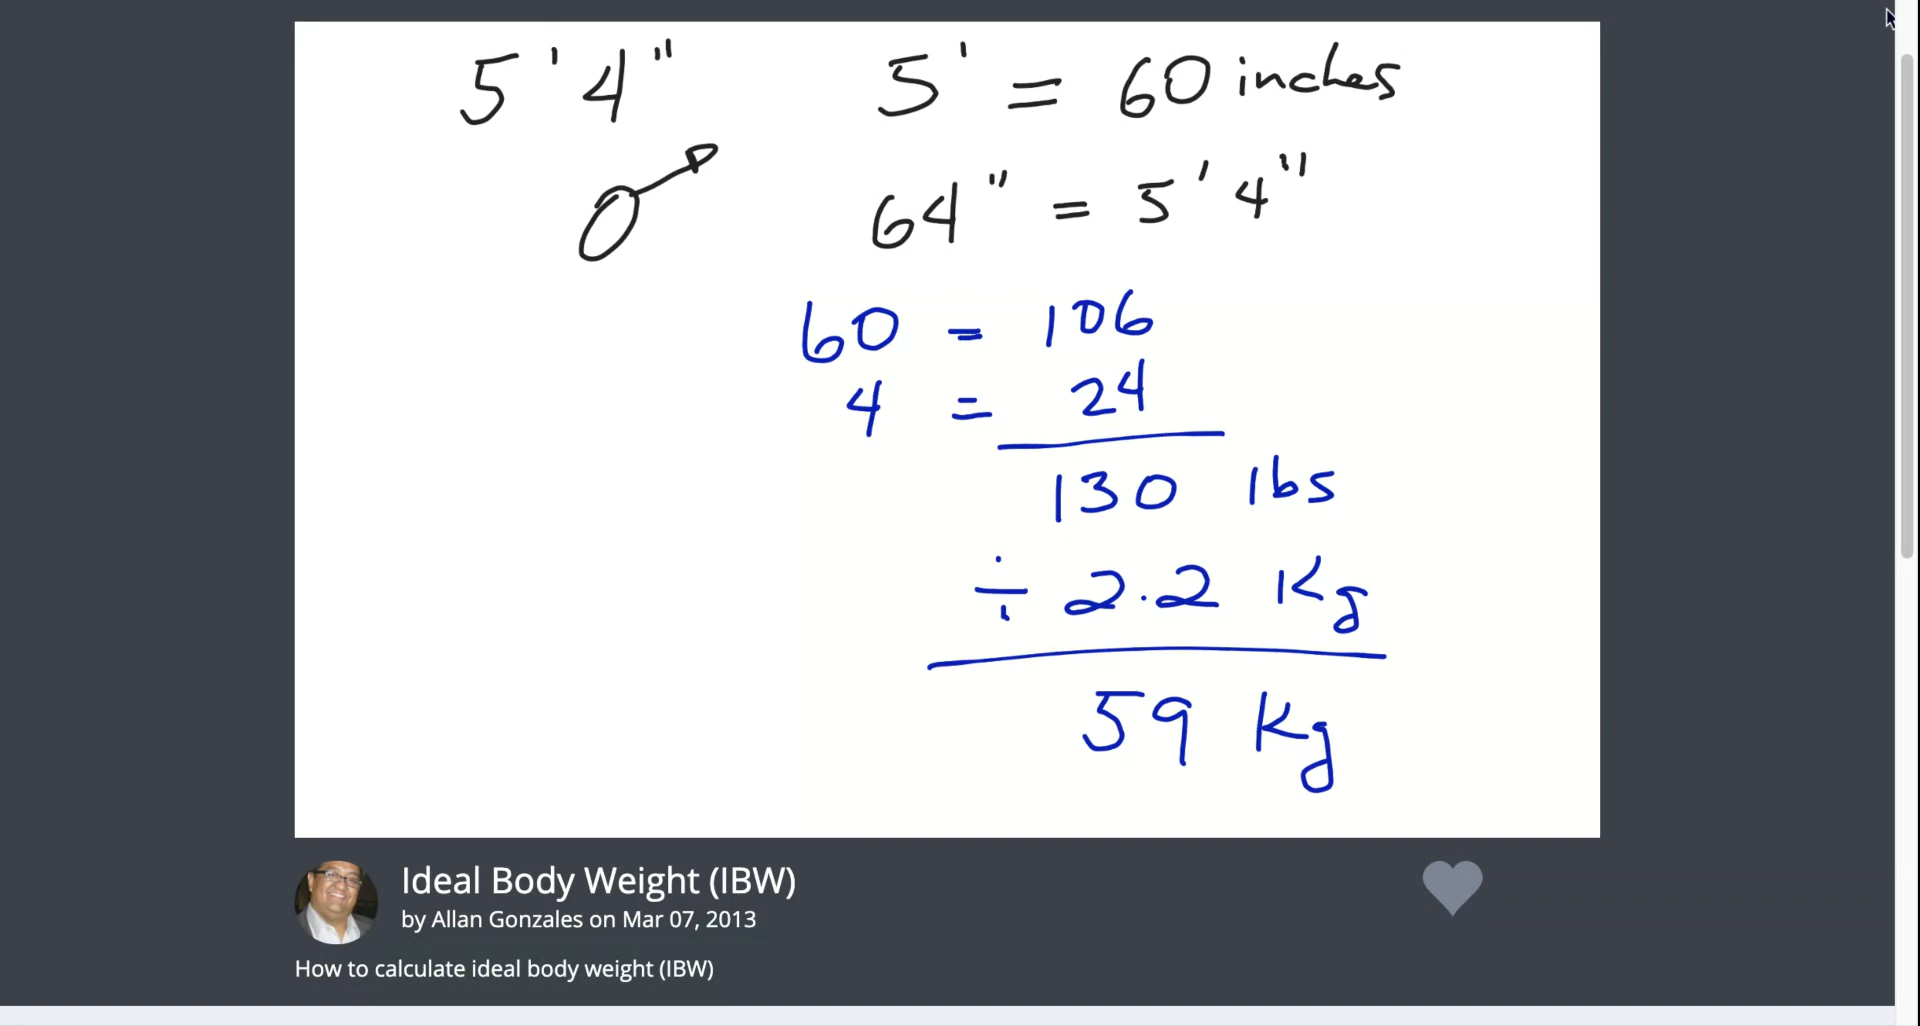 5'4"
5' = 60 inches
64" = 5'4"
60 = 106
4 = 24
130 lbs
÷ 2.2 Kg
59 Kg
Ideal Body Weight (IBW)
by Allan Gonzales on Mar 07, 2013
How to calculate ideal body weight (IBW)